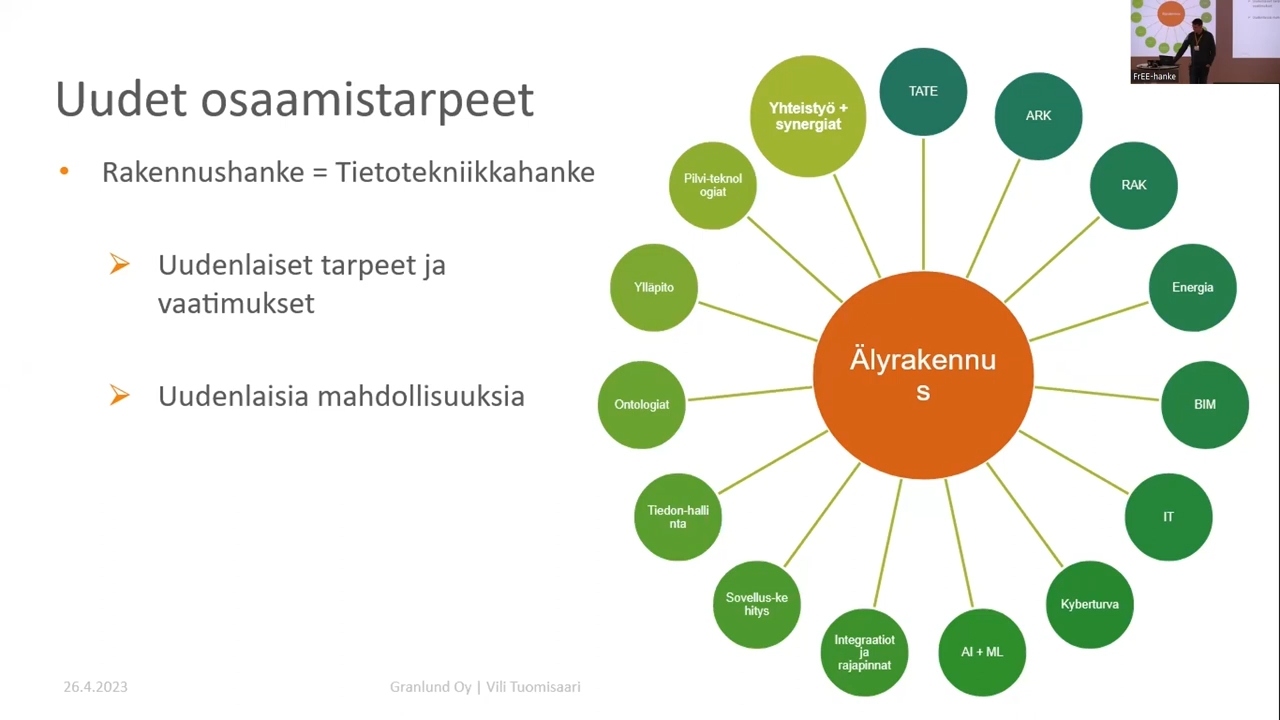 Uudet osaamistarpeet
Rakennushanke = Tietotekniikkahanke
Uudenlaiset tarpeet ja
vaatimukset
Uudenlaisia mahdollisuuksia
Älyrakennu
s
Yhteistyö +
synergiat
TATE
ARK
RAK
Energia
BIM
IT
Kyberturva
AI + ML
Integraatiot
ja
rajapinnat
Sovellus-ke
hitys
Tiedon-halli
nta
Ontologiat
Ylläpito
Pilvi-teknol
ogiat
FrEE-hanke
26.4.2023
Granlund Oy | Vili Tuomisaari